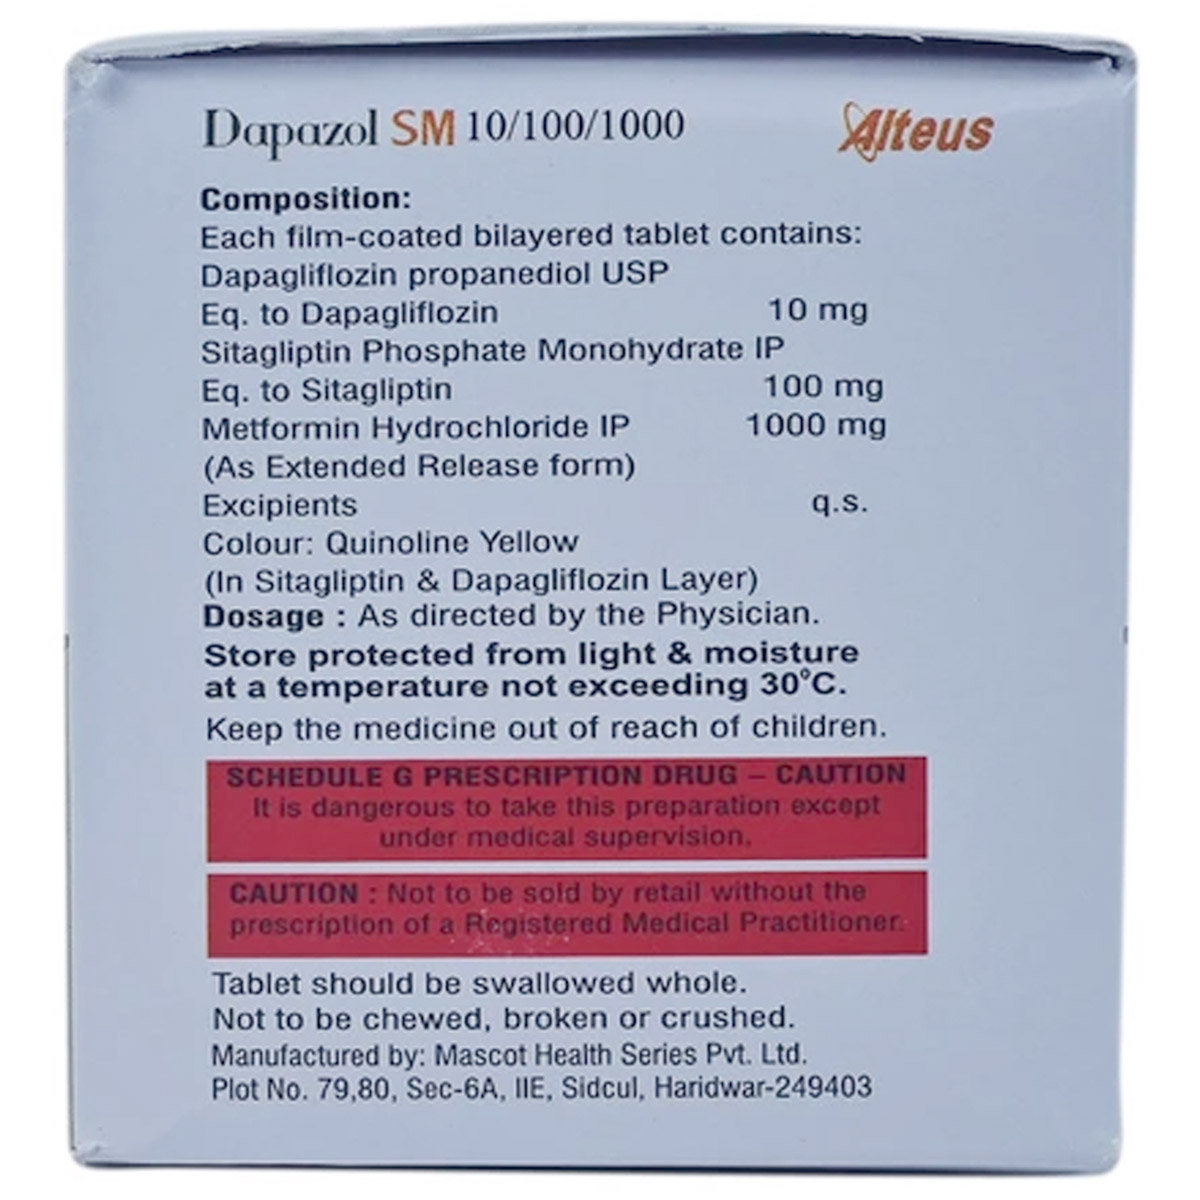 Dapazol SM 10/100/1000
Alteus
Composition:
Each film-coated bilayered tablet contains:
Dapagliflozin propanediol USP
Eq. to Dapagliflozin 10 mg
Sitagliptin Phosphate Monohydrate IP
Eq. to Sitagliptin 100 mg
Metformin Hydrochloride IP 1000 mg
(As Extended Release form)
Excipients q.s.
Colour: Quinoline Yellow
(In Sitagliptin & Dapagliflozin Layer)
Dosage : As directed by the Physician.
Store protected from light & moisture
at a temperature not exceeding 30°C.
Keep the medicine out of reach of children.
SCHEDULE G PRESCRIPTION DRUG – CAUTION
It is dangerous to take this preparation except
under medical supervision.
CAUTION : Not to be sold by retail without the
prescription of a Registered Medical Practitioner.
Tablet should be swallowed whole.
Not to be chewed, broken or crushed.
Manufactured by: Mascot Health Series Pvt. Ltd.
Plot No. 79,80, Sec-6A, IIE, Sidcul, Haridwar-249403